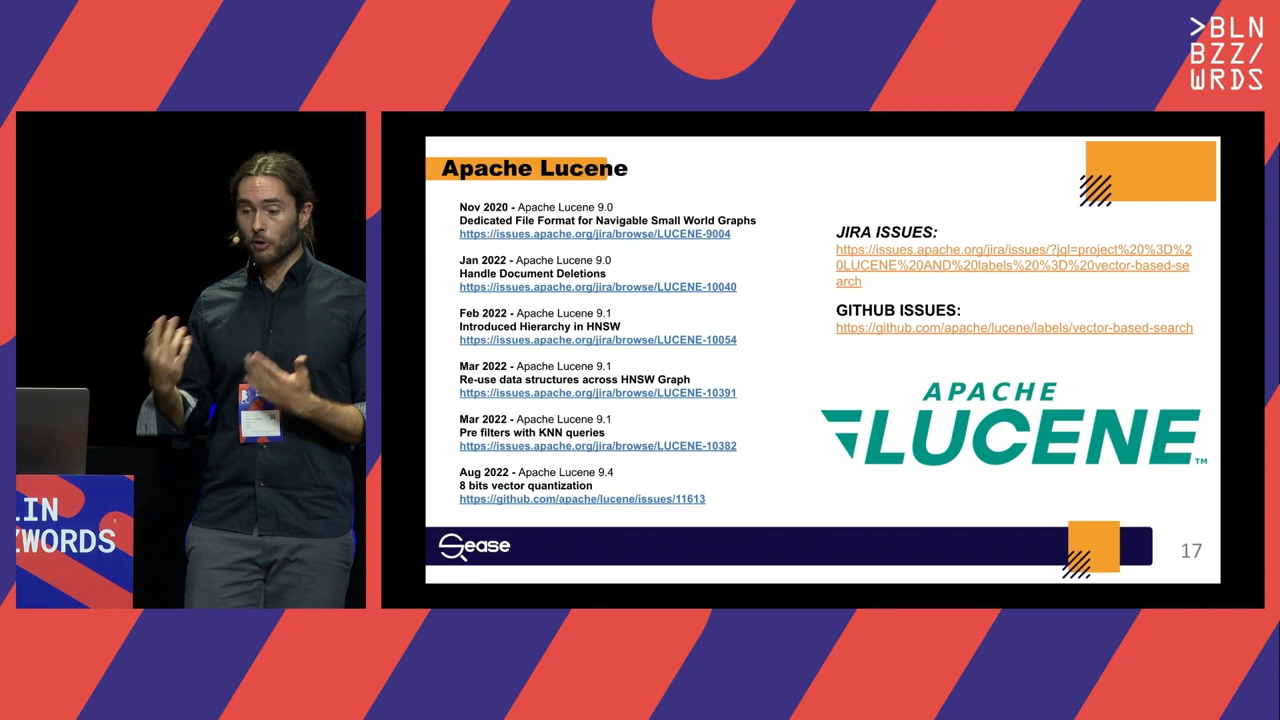 >BLN
BZZ/
WRDS
Apache Lucene
Nov 2020 - Apache Lucene 9.0
Dedicated File Format for Navigable Small World Graphs
https://issues.apache.org/jira/browse/LUCENE-9004
Jan 2022 - Apache Lucene 9.0
Handle Document Deletions
https://issues.apache.org/jira/browse/LUCENE-10040
Feb 2022 - Apache Lucene 9.1
Introduced Hierarchy in HNSW
https://issues.apache.org/jira/browse/LUCENE-10054
Mar 2022 - Apache Lucene 9.1
Re-use data structures across HNSW Graph
https://issues.apache.org/jira/browse/LUCENE-10391
Mar 2022 - Apache Lucene 9.1
Pre filters with KNN queries
https://issues.apache.org/jira/browse/LUCENE-10382
Aug 2022 - Apache Lucene 9.4
8 bits vector quantization
https://github.com/apache/lucene/issues/11613
JIRA ISSUES:
https://issues.apache.org/jira/issues/?jql=project%20%3D%2
0LUCENE%20AND%20labels%20%3D%20vector-based-se
arch
GITHUB ISSUES:
https://github.com/apache/lucene/labels/vector-based-search
APACHE
LUCENE™
Sease
17
LIN
ZWORDS